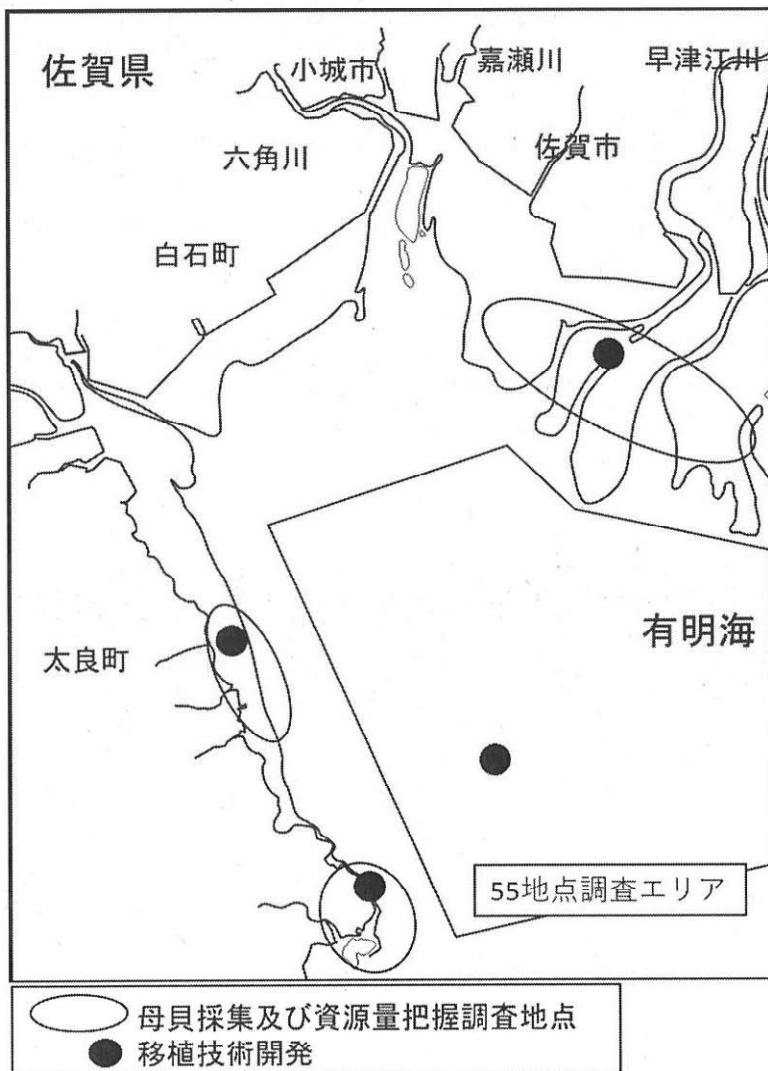 佐賀県
小城市
嘉瀬川
早津江川
六角川
佐賀市
白石町
有明海
太良町
55地点調査エリア
母貝採集及び資源量把握調査地点
移植技術開発